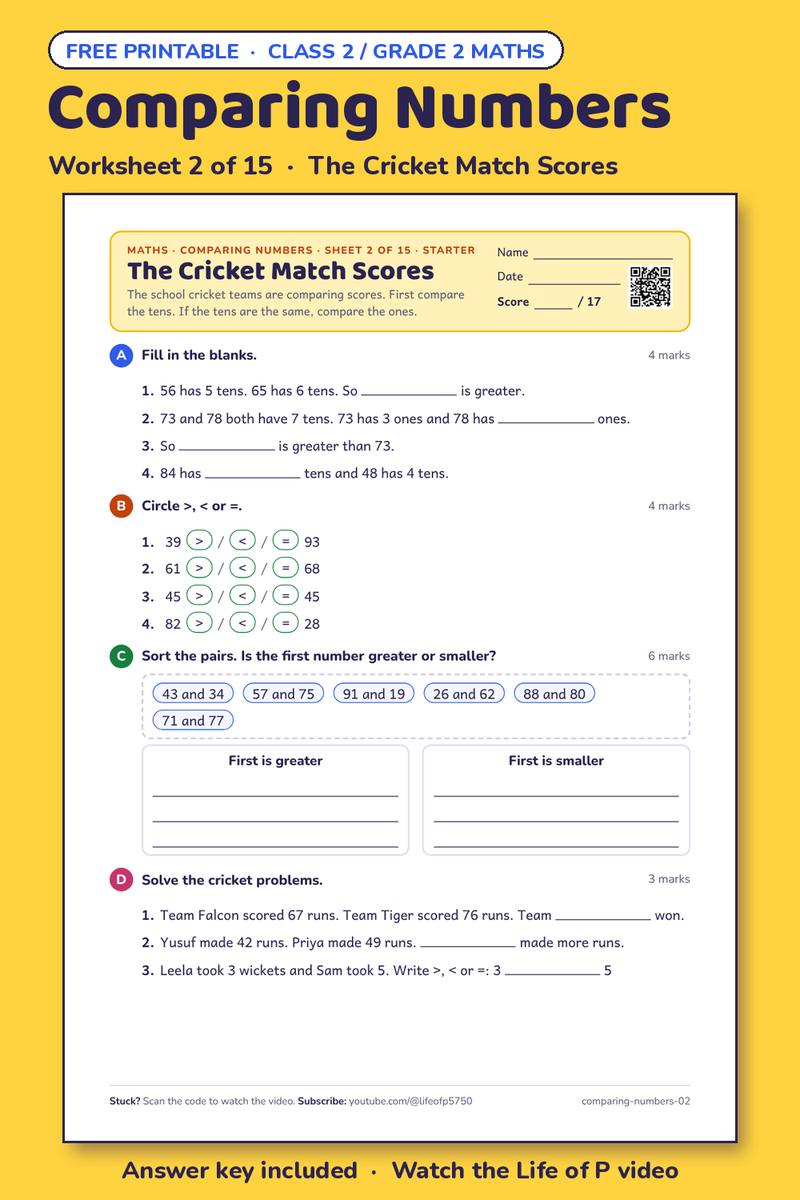 FREE PRINTABLE · CLASS 2 / GRADE 2 MATHS
Comparing Numbers
Worksheet 2 of 15 · The Cricket Match Scores
MATHS · COMPARING NUMBERS · SHEET 2 OF 15 · STARTER
The Cricket Match Scores
The school cricket teams are comparing scores. First compare
the tens. If the tens are the same, compare the ones.
Name ____________
Date ____________
Score ______ / 17
A Fill in the blanks. 4 marks
1. 56 has 5 tens. 65 has 6 tens. So ____________ is greater.
2. 73 and 78 both have 7 tens. 73 has 3 ones and 78 has ____________ ones.
3. So ____________ is greater than 73.
4. 84 has ____________ tens and 48 has 4 tens.
B Circle >, < or =. 4 marks
1. 39 > / < / = 93
2. 61 > / < / = 68
3. 45 > / < / = 45
4. 82 > / < / = 28
C Sort the pairs. Is the first number greater or smaller? 6 marks
43 and 34 57 and 75 91 and 19 26 and 62 88 and 80
71 and 77
First is greater First is smaller
D Solve the cricket problems. 3 marks
1. Team Falcon scored 67 runs. Team Tiger scored 76 runs. Team ____________ won.
2. Yusuf made 42 runs. Priya made 49 runs. ____________ made more runs.
3. Leela took 3 wickets and Sam took 5. Write >, < or =: 3 ____________ 5
Stuck? Scan the code to watch the video. Subscribe: youtube.com/@lifeofp5750 comparing-numbers-02
Answer key included · Watch the Life of P video